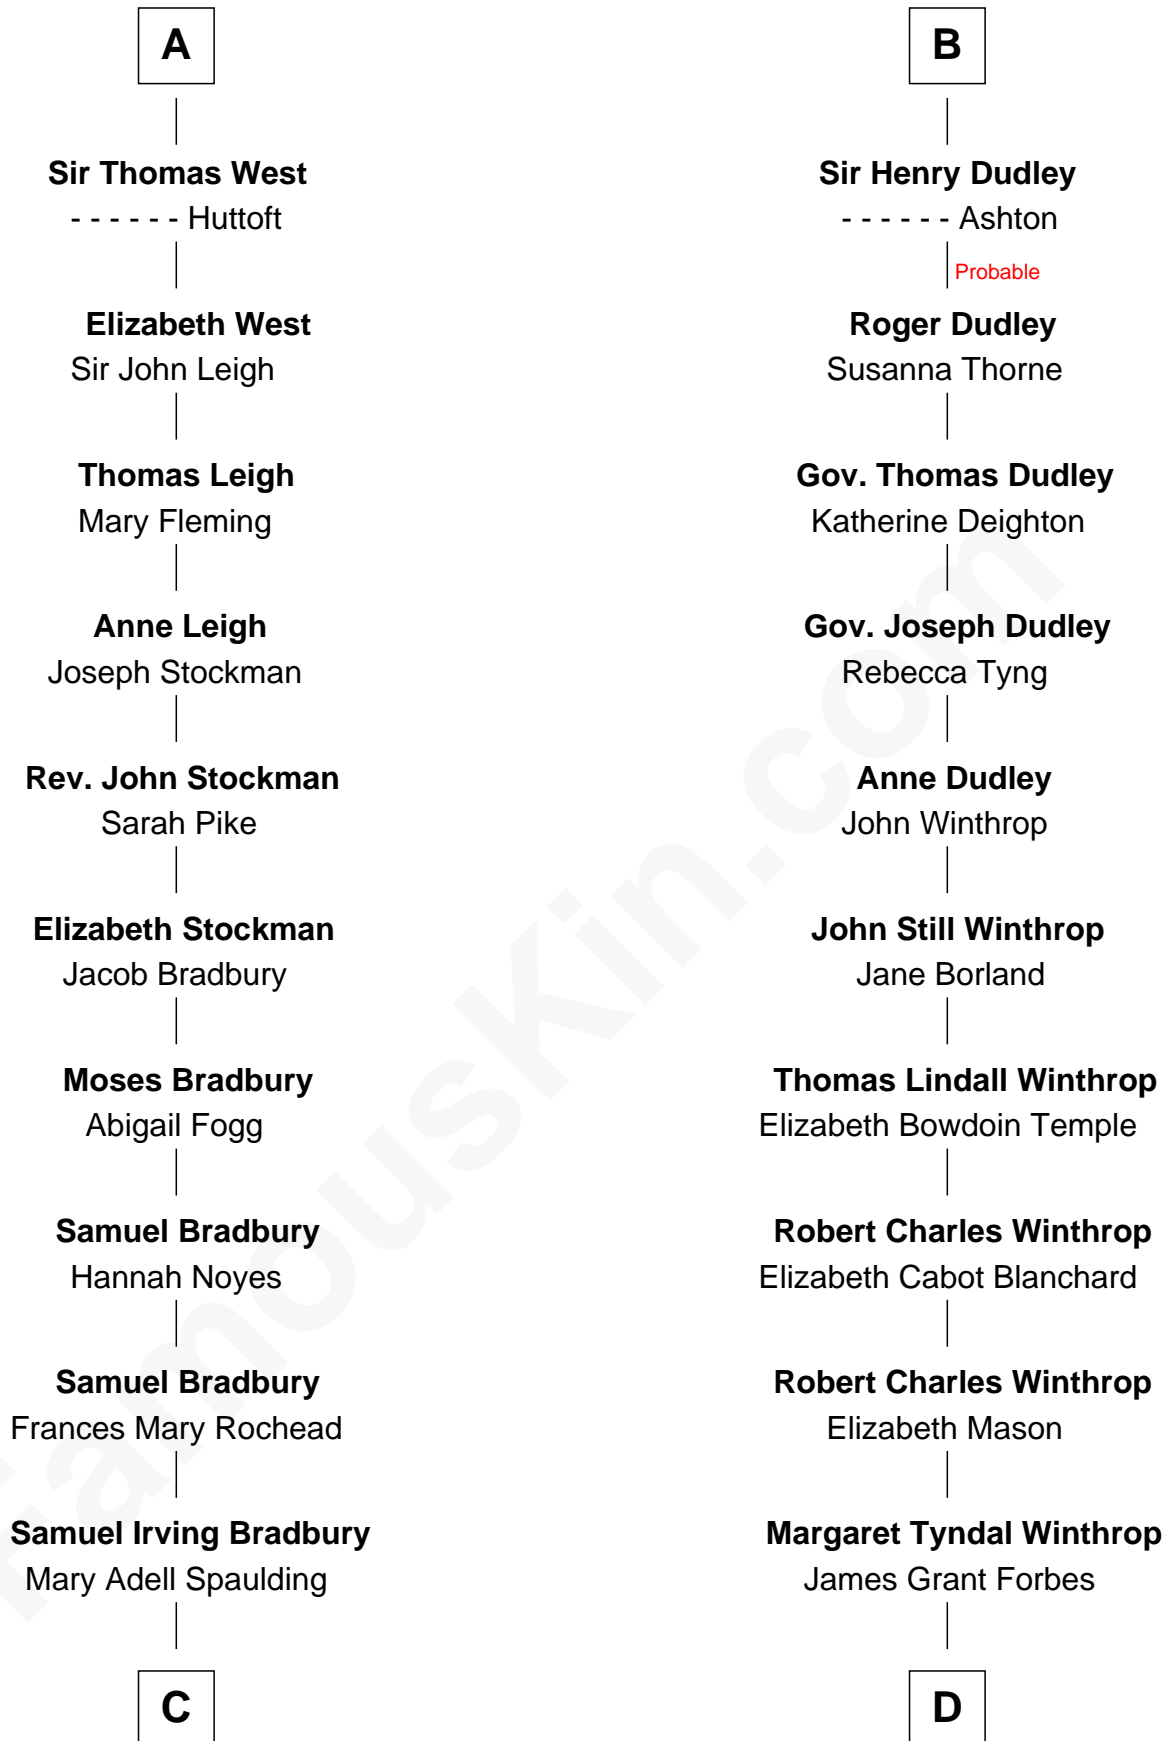 A
Sir Thomas West
- - - - - - Huttoft
Elizabeth West
Sir John Leigh
Thomas Leigh
Mary Fleming
Anne Leigh
Joseph Stockman
Rev. John Stockman
Sarah Pike
Elizabeth Stockman
Jacob Bradbury
Moses Bradbury
Abigail Fogg
Samuel Bradbury
Hannah Noyes
Samuel Bradbury
Frances Mary Rochead
Samuel Irving Bradbury
Mary Adell Spaulding
C
B
Sir Henry Dudley
- - - - - - Ashton
Probable
Roger Dudley
Susanna Thorne
Gov. Thomas Dudley
Katherine Deighton
Gov. Joseph Dudley
Rebecca Tyng
Anne Dudley
John Winthrop
John Still Winthrop
Jane Borland
Thomas Lindall Winthrop
Elizabeth Bowdoin Temple
Robert Charles Winthrop
Elizabeth Cabot Blanchard
Robert Charles Winthrop
Elizabeth Mason
Margaret Tyndal Winthrop
James Grant Forbes
D
FamousKin.com